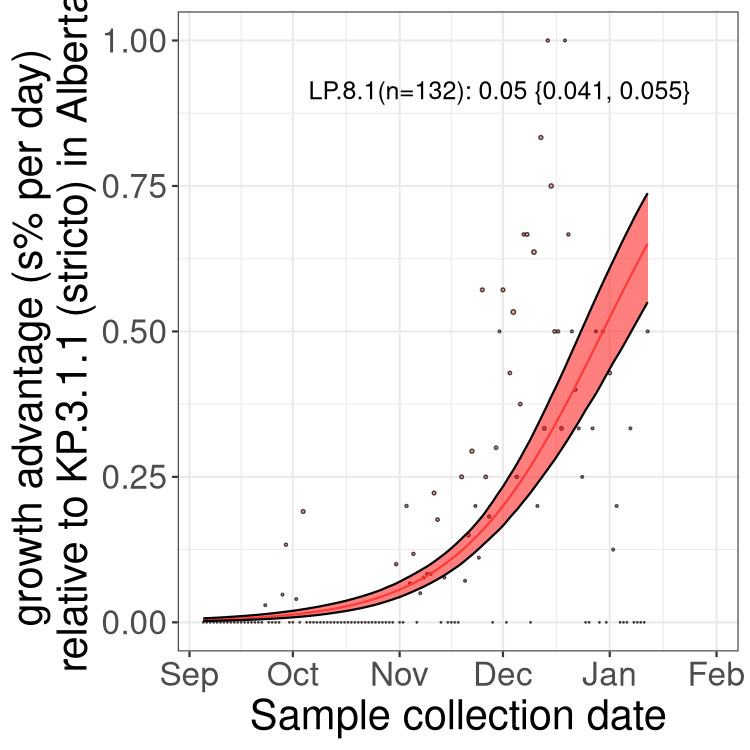 growth advantage (s% per day)
relative to KP.3.1.1 (stricto) in Alberta
1.00
0.75
0.50
0.25
0.00
LP.8.1(n=132): 0.05 {0.041, 0.055}
Sep Oct Nov Dec Jan Feb
Sample collection date